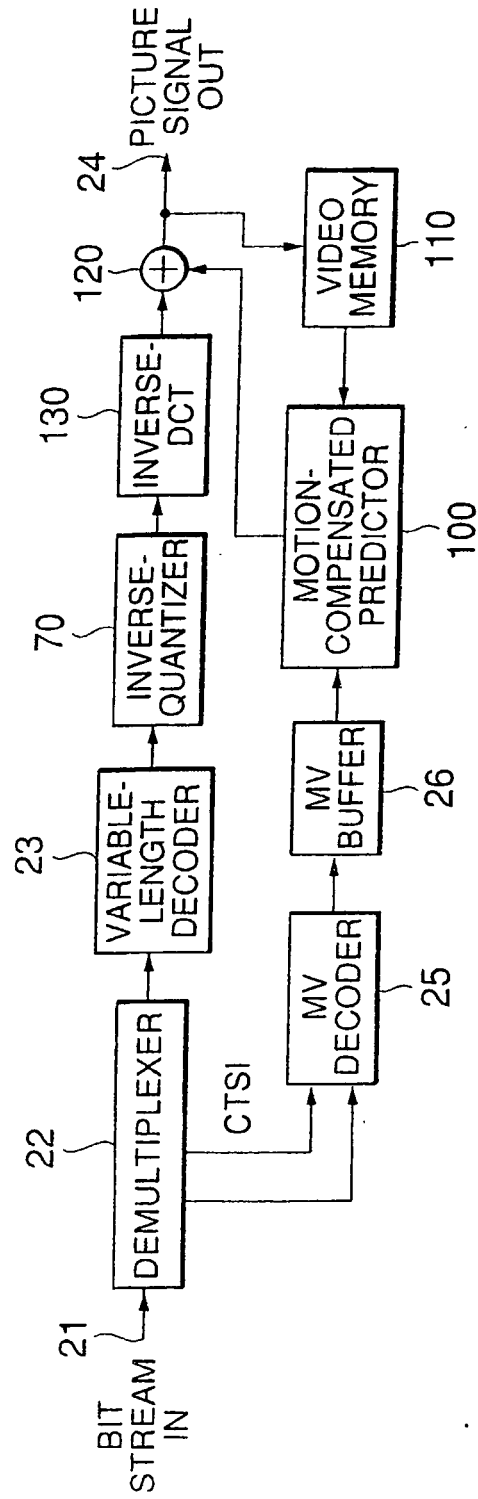 BIT
STREAM
IN
21
22
DEMULTIPLEXER
CTSI
23
VARIABLE-
LENGTH
DECODER
70
INVERSE-
QUANTIZER
130
INVERSE-
DCT
120
+
24
PICTURE
SIGNAL
OUT
MV
DECODER
25
MV
BUFFER
26
MOTION-
COMPENSATED
PREDICTOR
100
VIDEO
MEMORY
110